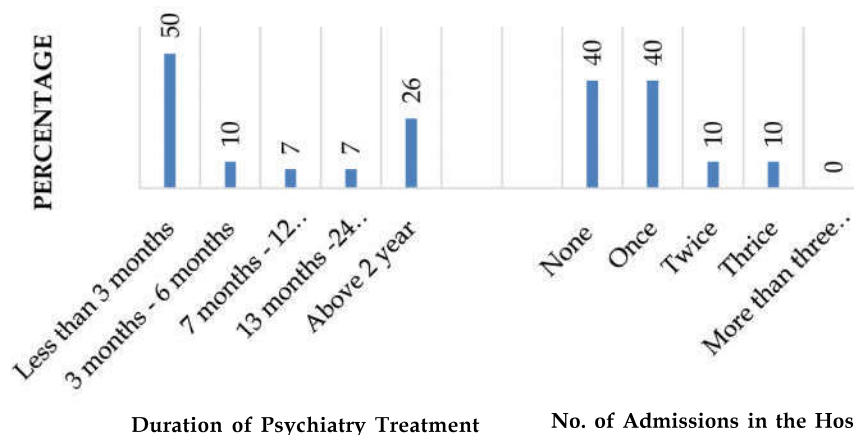 PERCENTAGE
50
10
7
7
26
40
40
10
10
0
Less than 3 months
3 months - 6 months
7 months - 12..
13 months -24..
Above 2 year
None
Once
Twice
Thrice
More than three..
Duration of Psychiatry Treatment
No. of Admissions in the Hos